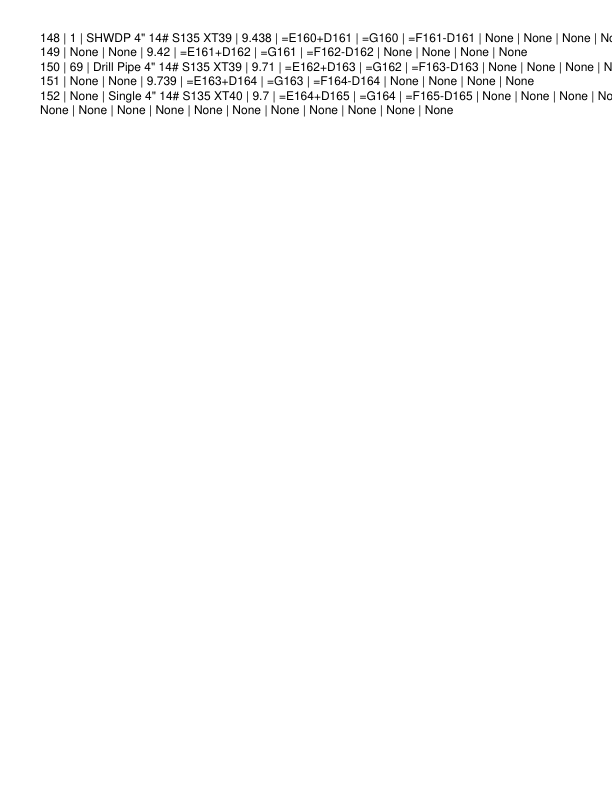 148 | 1 | SHWDP 4" 14# S135 XT39 | 9.438 | =E160+D161 | =G160 | =F161-D161 | None | None | None | No
149 | None | None | 9.42 | =E161+D162 | =G161 | =F162-D162 | None | None | None | None
150 | 69 | Drill Pipe 4" 14# S135 XT39 | 9.71 | =E162+D163 | =G162 | =F163-D163 | None | None | None | N
151 | None | None | 9.739 | =E163+D164 | =G163 | =F164-D164 | None | None | None | None
152 | None | Single 4" 14# S135 XT40 | 9.7 | =E164+D165 | =G164 | =F165-D165 | None | None | None | No
None | None | None | None | None | None | None | None | None | None | None